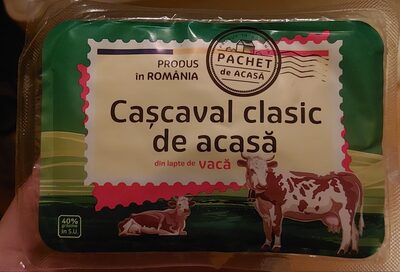 PRODUS
în ROMÂNIA
PACHET
de ACASĂ
Cașcaval clasic
de acasă
din lapte de vacă
40%
grăsime
în S.U.